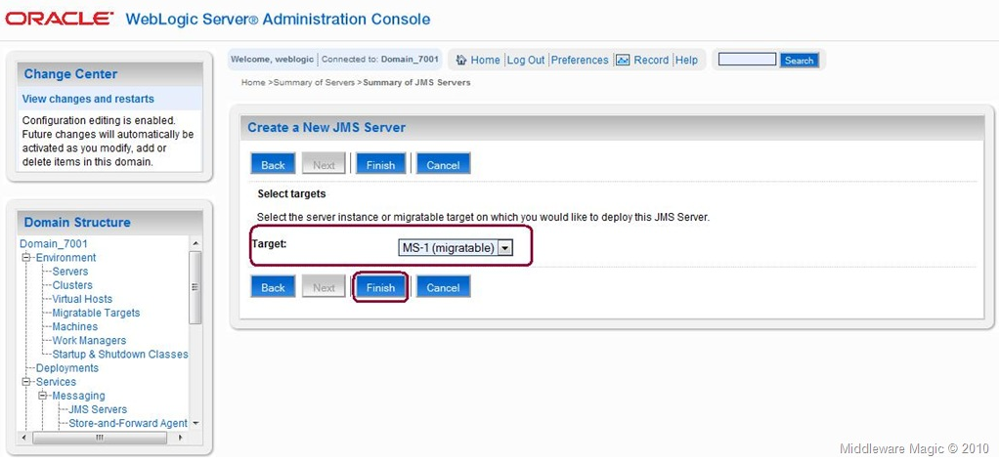 ORACLE® WebLogic Server® Administration Console
Change Center
View changes and restarts
Configuration editing is enabled.
Future changes will automatically be
activated as you modify, add or
delete items in this domain.
Domain Structure
Domain_7001
Environment
Servers
Clusters
Virtual Hosts
Migratable Targets
Machines
Work Managers
Startup & Shutdown Classes
Deployments
Services
Messaging
JMS Servers
Store-and-Forward Agent
Welcome, weblogic Connected to: Domain_7001 Home Log Out Preferences Record Help Search
Home >Summary of Servers >Summary of JMS Servers
Create a New JMS Server
Back Next Finish Cancel
Select targets
Select the server instance or migratable target on which you would like to deploy this JMS Server.
Target: MS-1 (migratable)
Back Next Finish Cancel
Middleware Magic © 2010